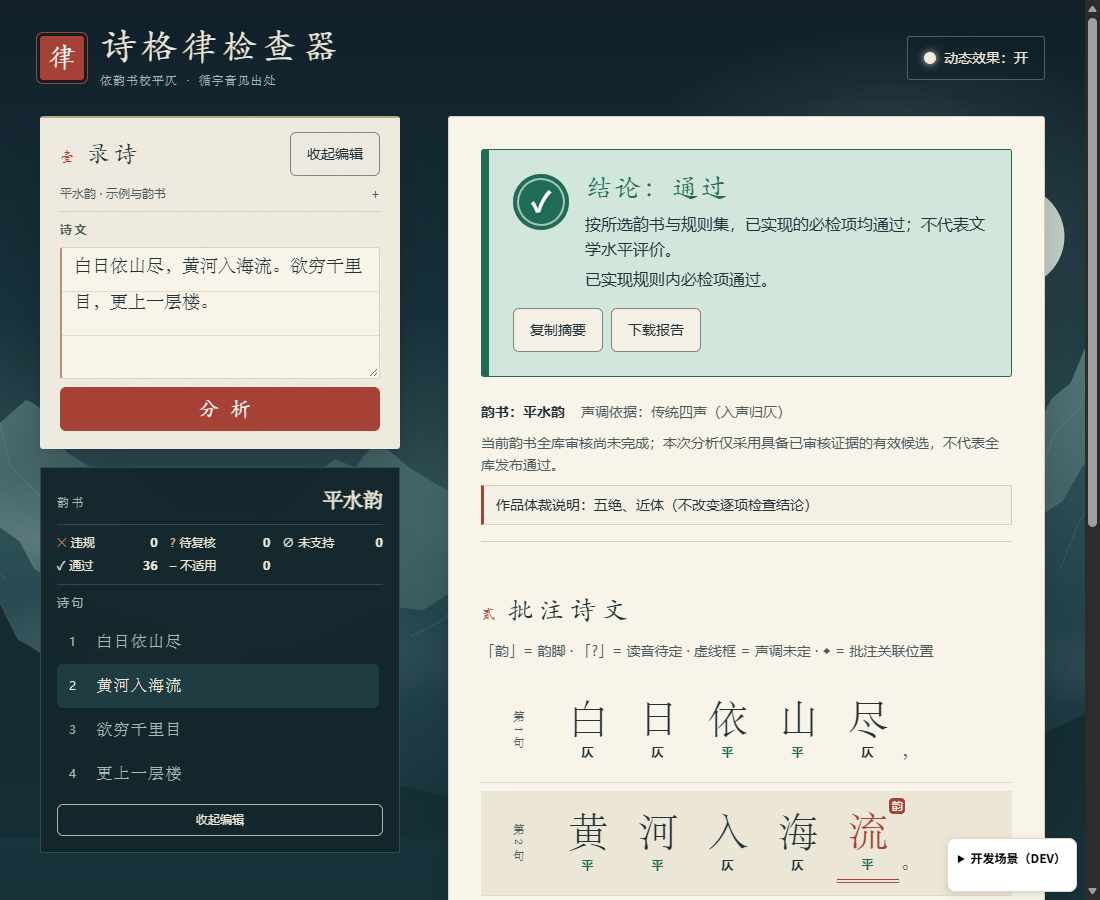 律
诗格律检查器
依韵书校平仄 · 循字音见出处
动态效果：开
壹 录诗
收起编辑
平水韵 · 示例与韵书 +
诗文
白日依山尽，黄河入海流。欲穷千里
目，更上一层楼。
分析
韵书 平水韵
× 违规 0 ? 待复核 0 ⊘ 未支持 0
✓ 通过 36 – 不适用 0
诗句
1 白日依山尽
2 黄河入海流
3 欲穷千里目
4 更上一层楼
收起编辑
结论：通过
按所选韵书与规则集，已实现的必检项均通过；不代表文
学水平评价。
已实现规则内必检项通过。
复制摘要 下载报告
韵书：平水韵 声调依据：传统四声（入声归仄）
当前韵书全库审核尚未完成；本次分析仅采用具备已审核证据的有效候选，不代表全
库发布通过。
作品体裁说明：五绝、近体（不改变逐项检查结论）
贰 批注诗文
「韵」= 韵脚 · 「?」= 读音待定 · 虚线框 = 声调未定 · ◆ = 批注关联位置
第1句 白 日 依 山 尽 ，
仄 仄 平 平 仄
韵
第2句 黄 河 入 海 流 。
平 平 仄 仄 平
▶ 开发场景（DEV）